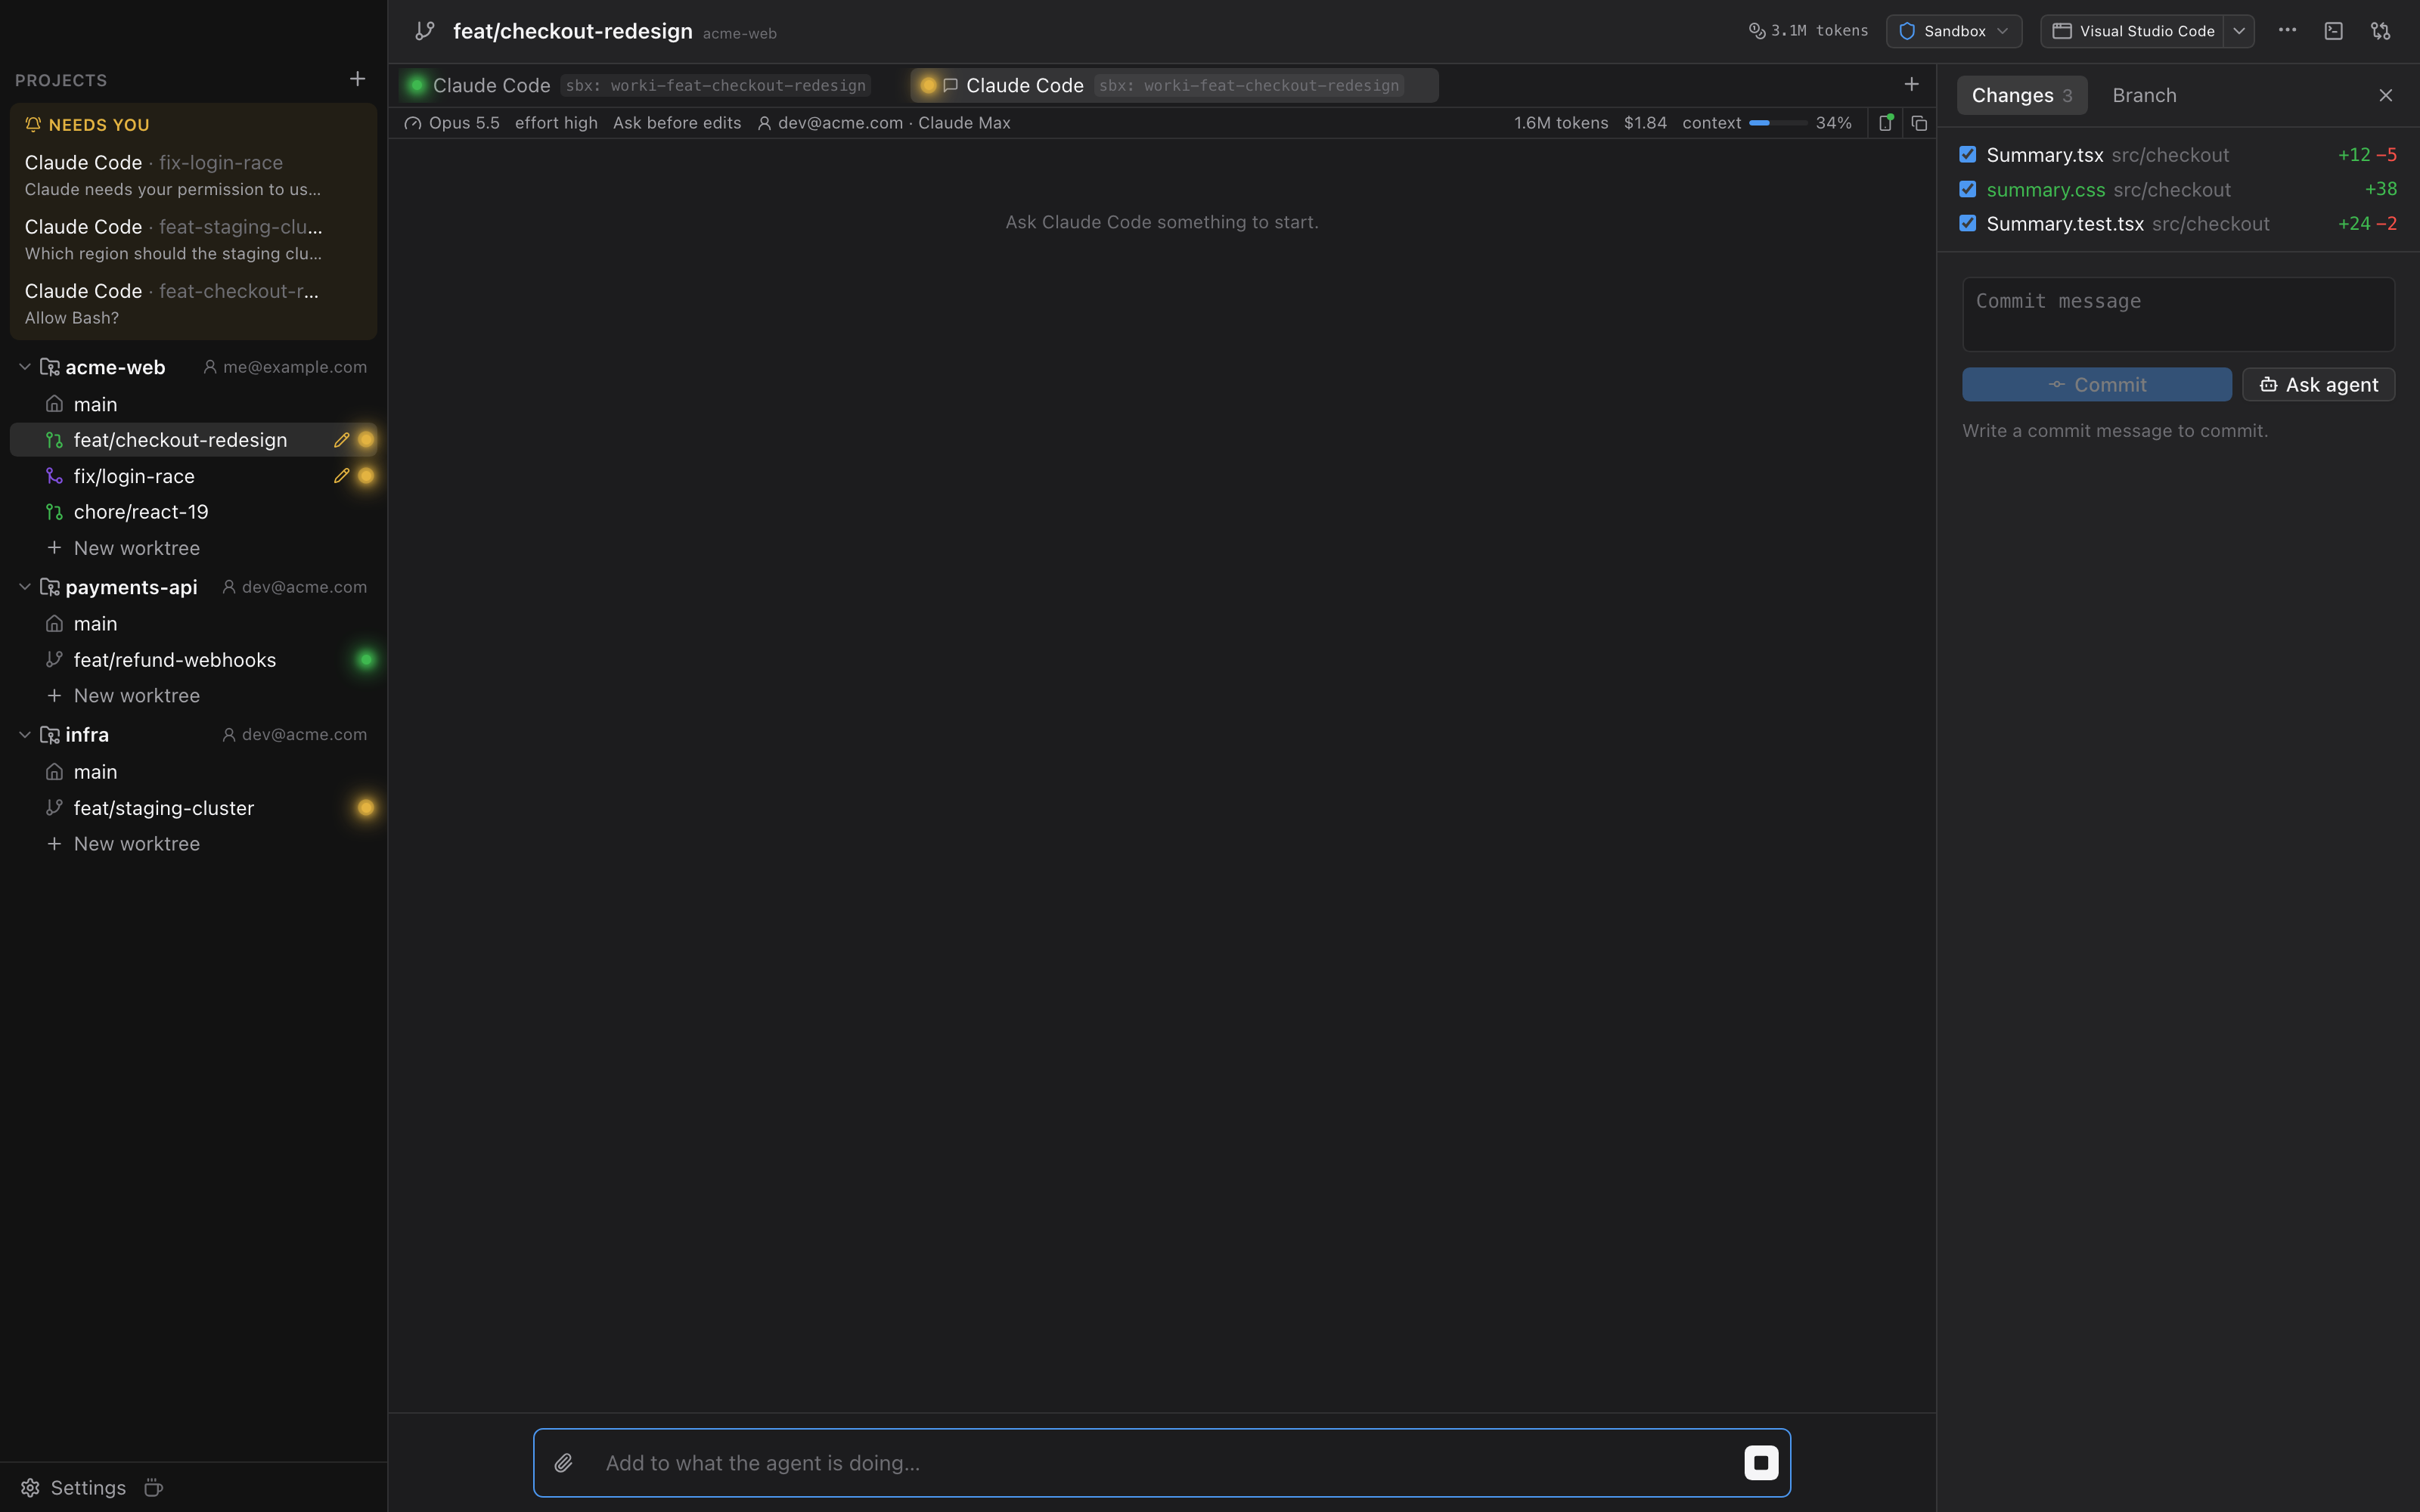 feat/checkout-redesign acme-web
3.1M tokens
Sandbox
Visual Studio Code
PROJECTS
NEEDS YOU
Claude Code · fix-login-race
Claude needs your permission to us...
Claude Code · feat-staging-clu...
Which region should the staging clu...
Claude Code · feat-checkout-r...
Allow Bash?
acme-web me@example.com
main
feat/checkout-redesign
fix/login-race
chore/react-19
New worktree
payments-api dev@acme.com
main
feat/refund-webhooks
New worktree
infra dev@acme.com
main
feat/staging-cluster
New worktree
Settings
Claude Code sbx: worki-feat-checkout-redesign
Claude Code sbx: worki-feat-checkout-redesign
Opus 5.5 effort high Ask before edits dev@acme.com · Claude Max
1.6M tokens $1.84 context 34%
Ask Claude Code something to start.
Add to what the agent is doing...
Changes 3 Branch
Summary.tsx src/checkout +12 −5
summary.css src/checkout +38
Summary.test.tsx src/checkout +24 −2
Commit message
Commit
Ask agent
Write a commit message to commit.